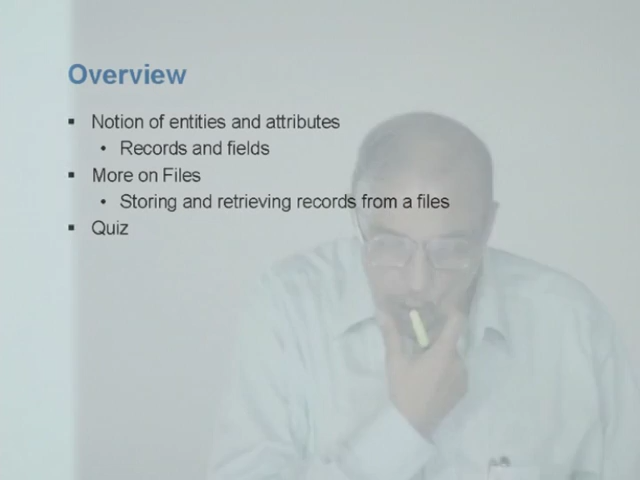 Overview
Notion of entities and attributes
Records and fields
More on Files
Storing and retrieving records from a files
Quiz